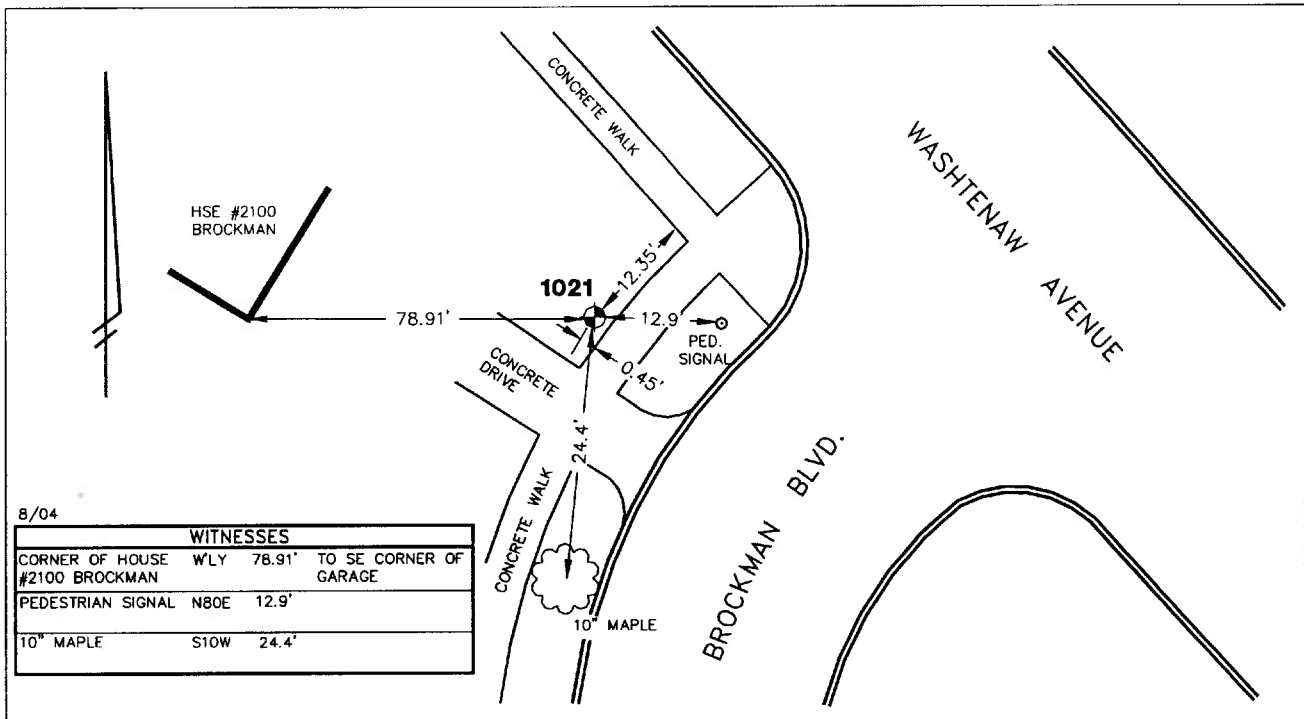 CONCRETE WALK
WASHTENAW AVENUE
HSE #2100
BROCKMAN
1021
12.35'
78.91'
12.9
PED.
SIGNAL
0.45'
CONCRETE
DRIVE
24.4'
CONCRETE WALK
10" MAPLE
BROCKMAN BLVD.
8/04
WITNESSES
CORNER OF HOUSE W'LY 78.91' TO SE CORNER OF
#2100 BROCKMAN GARAGE
PEDESTRIAN SIGNAL N80E 12.9'
10" MAPLE S10W 24.4'